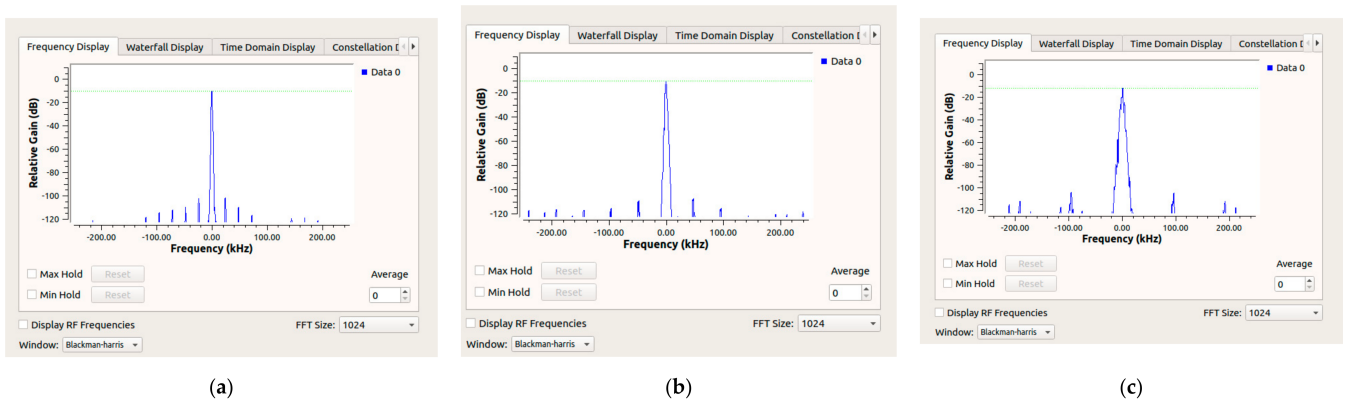 Frequency Display Waterfall Display Time Domain Display Constellation D
Data 0
Relative Gain (dB)
0
-20
-40
-60
-80
-100
-120
-200.00 -100.00 0.00 100.00 200.00
Frequency (kHz)
Max Hold Reset Average
Min Hold Reset 0
Display RF Frequencies FFT Size: 1024
Window: Blackman-harris
(a)
Frequency Display Waterfall Display Time Domain Display Constellation D
Data 0
Relative Gain (dB)
0
-20
-40
-60
-80
-100
-120
-200.00 -100.00 0.00 100.00 200.00
Frequency (kHz)
Max Hold Reset Average
Min Hold Reset 0
Display RF Frequencies FFT Size: 1024
Window: Blackman-harris
(b)
Frequency Display Waterfall Display Time Domain Display Constellation D
Data 0
Relative Gain (dB)
0
-20
-40
-60
-80
-100
-120
-200.00 -100.00 0.00 100.00 200.00
Frequency (kHz)
Max Hold Reset Average
Min Hold Reset 0
Display RF Frequencies FFT Size: 1024
Window: Blackman-harris
(c)